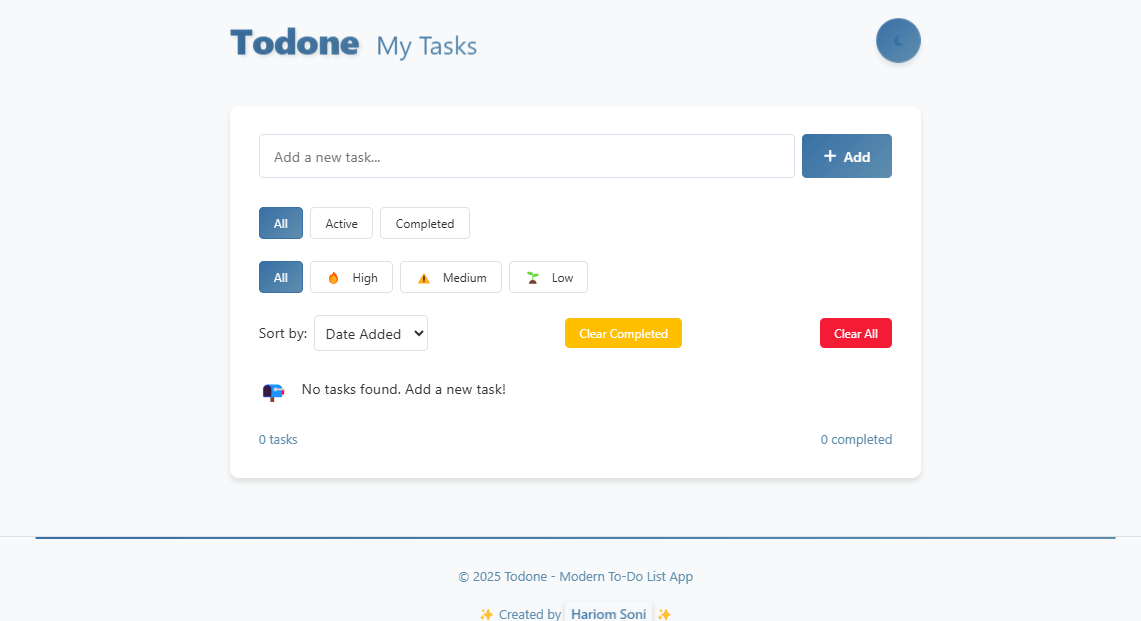 Todone My Tasks
Add a new task...
+ Add
All Active Completed
All High Medium Low
Sort by: Date Added Clear Completed Clear All
No tasks found. Add a new task!
0 tasks 0 completed
© 2025 Todone - Modern To-Do List App
✨ Created by Hariom Soni ✨